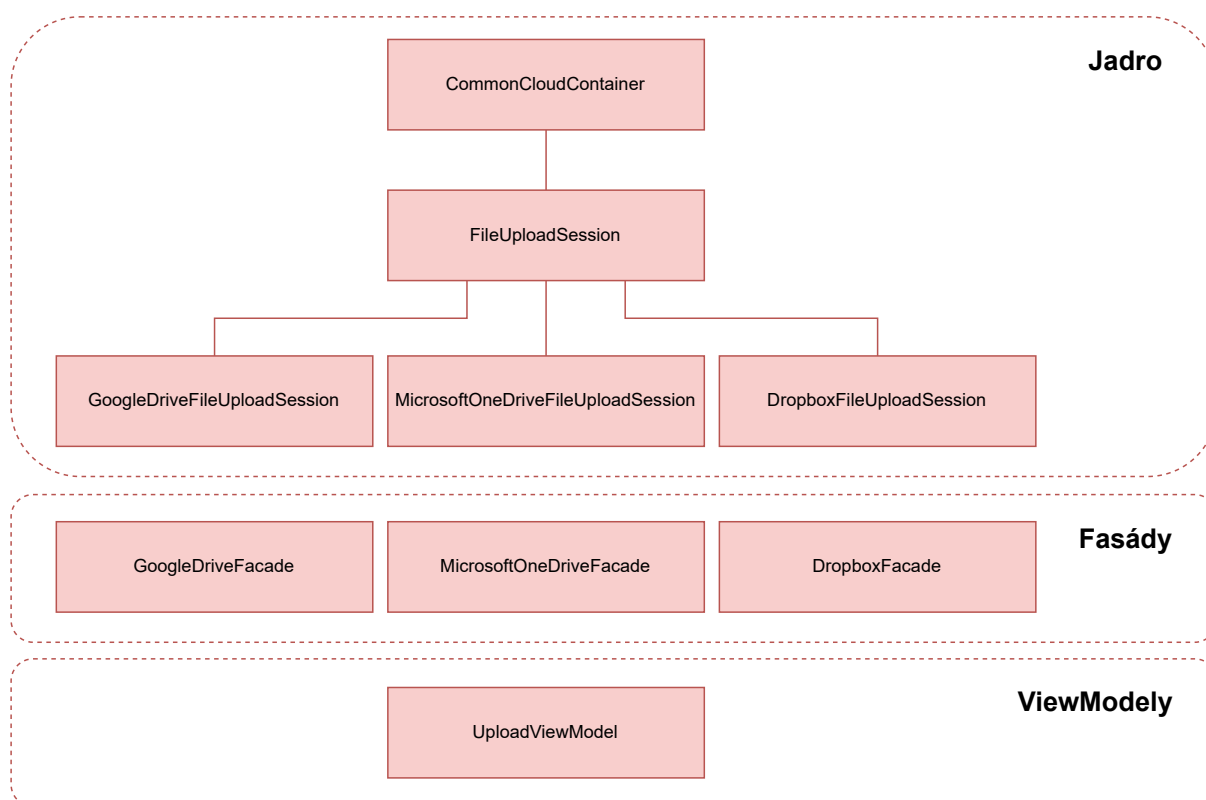 Jadro
CommonCloudContainer
FileUploadSession
GoogleDriveFileUploadSession
MicrosoftOneDriveFileUploadSession
DropboxFileUploadSession
Fasády
GoogleDriveFacade
MicrosoftOneDriveFacade
DropboxFacade
ViewModely
UploadViewModel